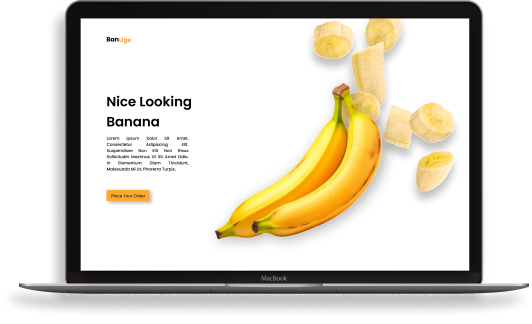 BanUga
Nice Looking
Banana
Lorem Ipsum Dolor Sit Amet,
Consectetur Adipiscing Elit.
Suspendisse Non Elit Non Risus
Sollicitudin Maximus Ut Sit Amet Odio.
In Elementum Diam Tincidunt,
Malesuada Mi Ut, Pharetra Turpis.
Place Your Order
MacBook